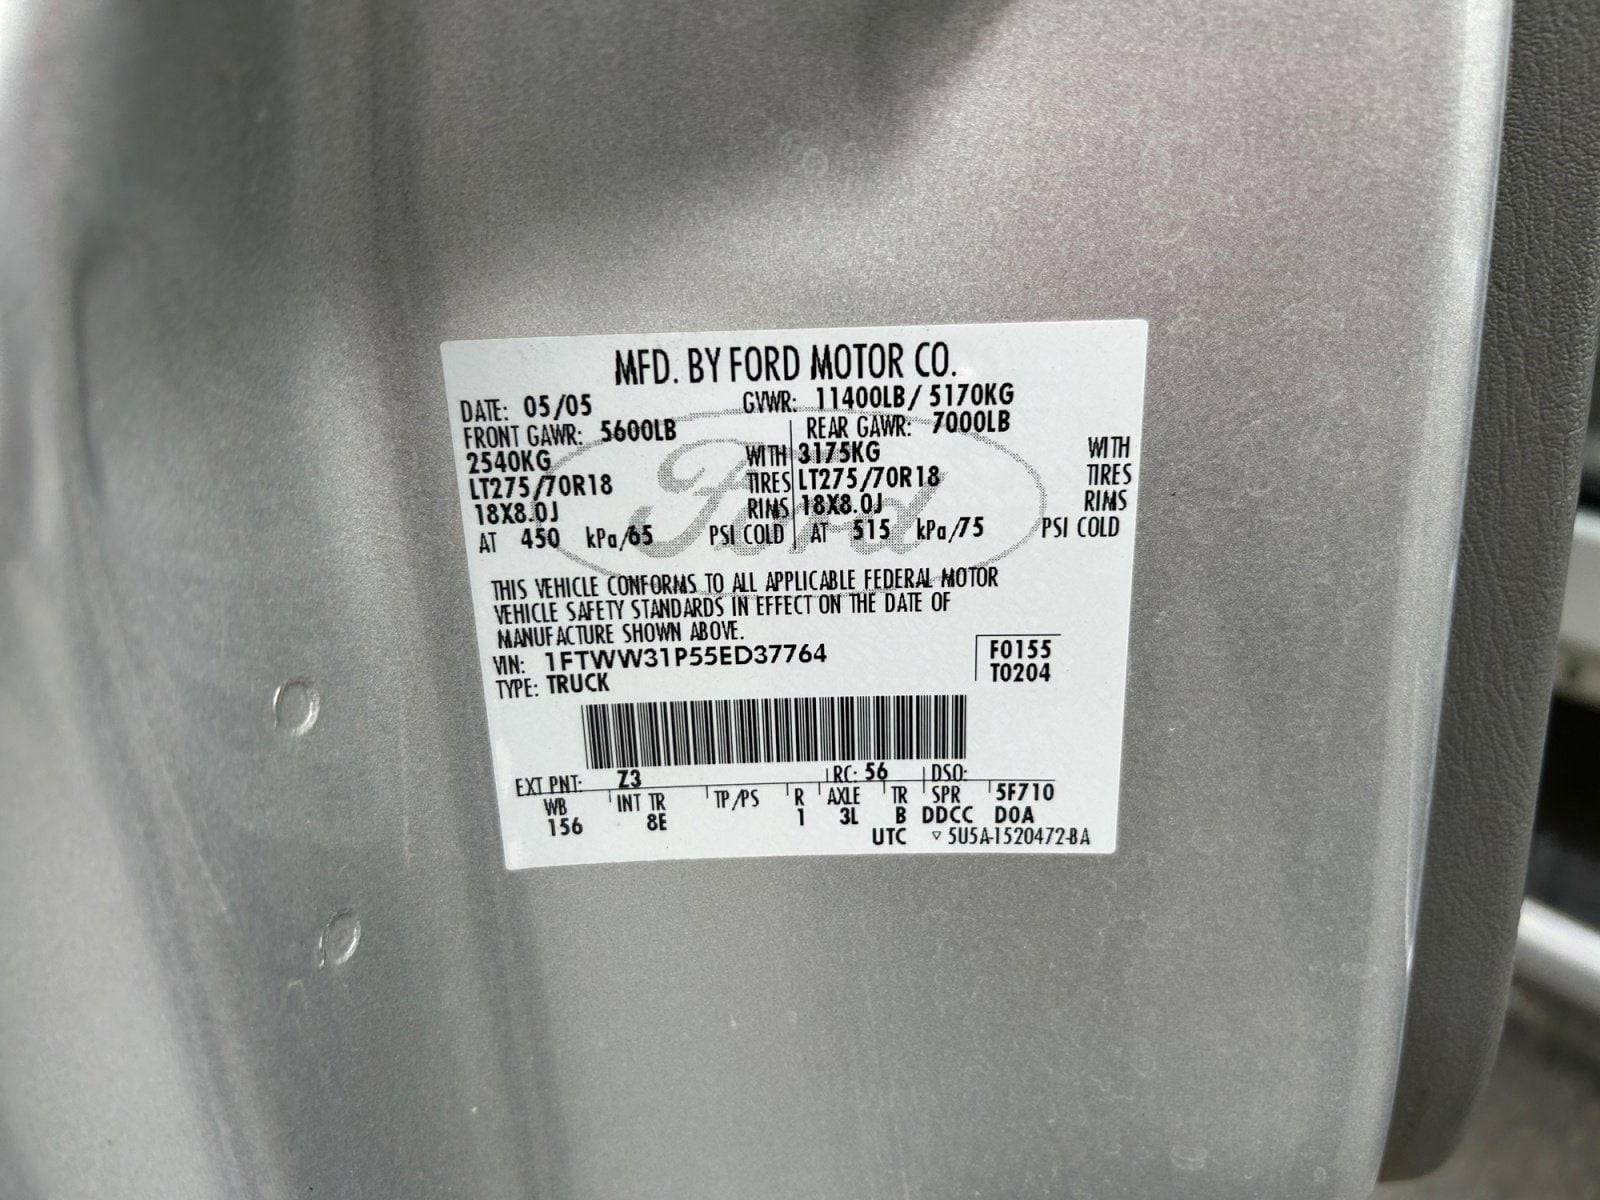 MFD. BY FORD MOTOR CO.
DATE: 05/05 GVWR: 11400LB / 5170KG
FRONT GAWR: 5600LB REAR GAWR: 7000LB
2540KG WITH 3175KG WITH
LT275/70R18 TIRES LT275/70R18 TIRES
18X8.0J RIMS 18X8.0J RIMS
AT 450 kPa/65 PSI COLD AT 515 kPa/75 PSI COLD
Ford
THIS VEHICLE CONFORMS TO ALL APPLICABLE FEDERAL MOTOR
VEHICLE SAFETY STANDARDS IN EFFECT ON THE DATE OF
MANUFACTURE SHOWN ABOVE.
VIN: 1FTWW31P55ED37764 F0155
TYPE: TRUCK T0204
EXT PNT: Z3 RC: 56 DSO:
WB INT TR TP/PS R AXLE TR SPR 5F710
156 8E 1 3L B DDCC D0A
UTC ▽ 5U5A-1520472-BA